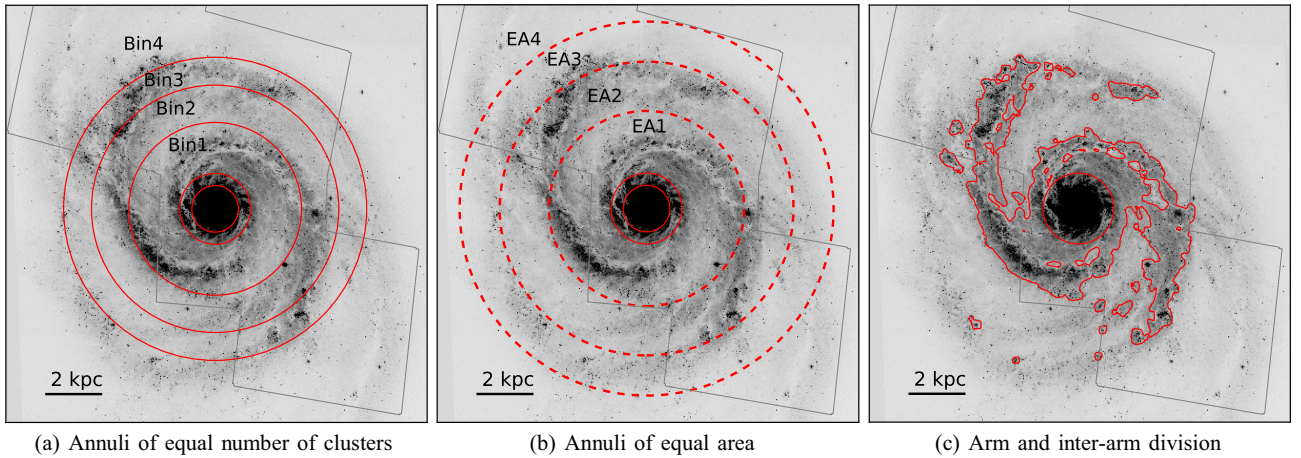 Bin4
Bin3
Bin2
Bin1
2 kpc
(a) Annuli of equal number of clusters
EA4
EA3
EA2
EA1
2 kpc
(b) Annuli of equal area
2 kpc
(c) Arm and inter-arm division